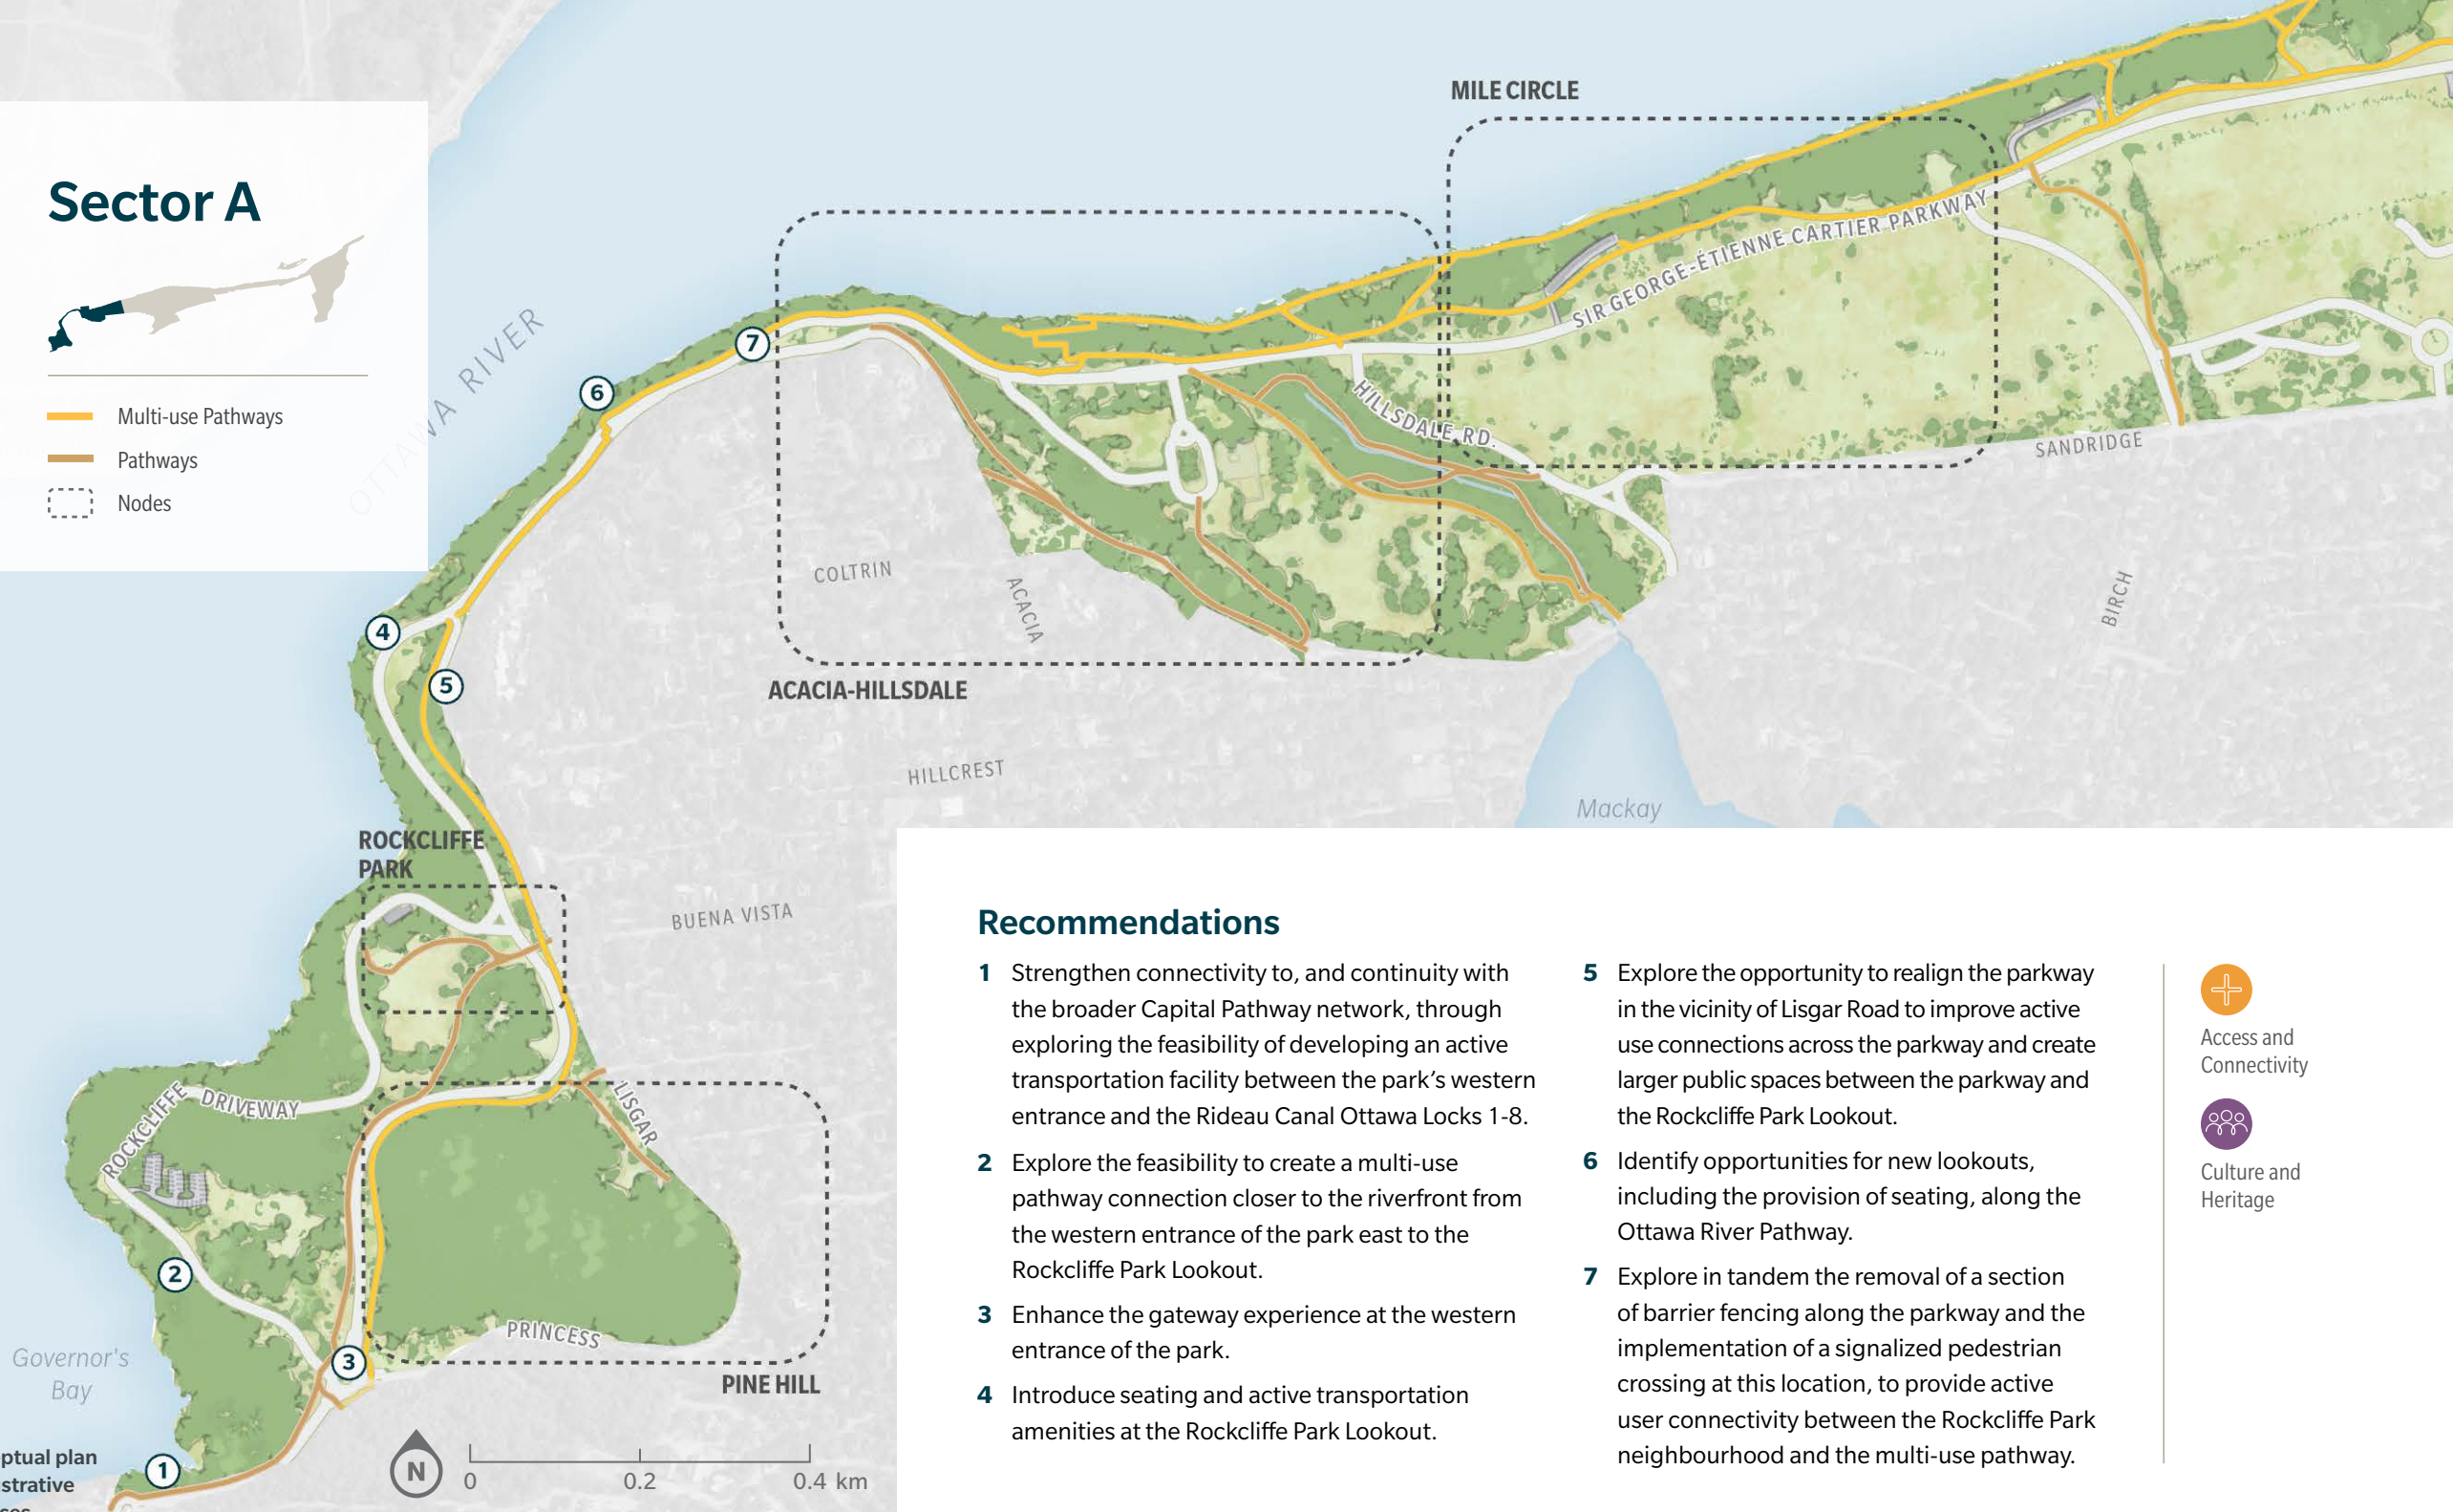 MILE CIRCLE
Sector A
Multi-use Pathways
Pathways
Nodes
OTTAWA RIVER
SIR GEORGE-ÉTIENNE CARTIER PARKWAY
7
6
HILLSDALE RD.
SANDRIDGE
COLTRIN
ACACIA
BIRCH
4
5
ACACIA-HILLSDALE
HILLCREST
Mackay
ROCKCLIFFE
PARK
BUENA VISTA
ROCKCLIFFE
DRIVEWAY
LISGAR
2
PRINCESS
3
PINE HILL
Governor's
Bay
1
ptual plan
strative
N
0
0.2
0.4 km
Recommendations
1 Strengthen connectivity to, and continuity with
the broader Capital Pathway network, through
exploring the feasibility of developing an active
transportation facility between the park’s western
entrance and the Rideau Canal Ottawa Locks 1-8.
2 Explore the feasibility to create a multi-use
pathway connection closer to the riverfront from
the western entrance of the park east to the
Rockcliffe Park Lookout.
3 Enhance the gateway experience at the western
entrance of the park.
4 Introduce seating and active transportation
amenities at the Rockcliffe Park Lookout.
5 Explore the opportunity to realign the parkway
in the vicinity of Lisgar Road to improve active
use connections across the parkway and create
larger public spaces between the parkway and
the Rockcliffe Park Lookout.
6 Identify opportunities for new lookouts,
including the provision of seating, along the
Ottawa River Pathway.
7 Explore in tandem the removal of a section
of barrier fencing along the parkway and the
implementation of a signalized pedestrian
crossing at this location, to provide active
user connectivity between the Rockcliffe Park
neighbourhood and the multi-use pathway.
Access and
Connectivity
Culture and
Heritage